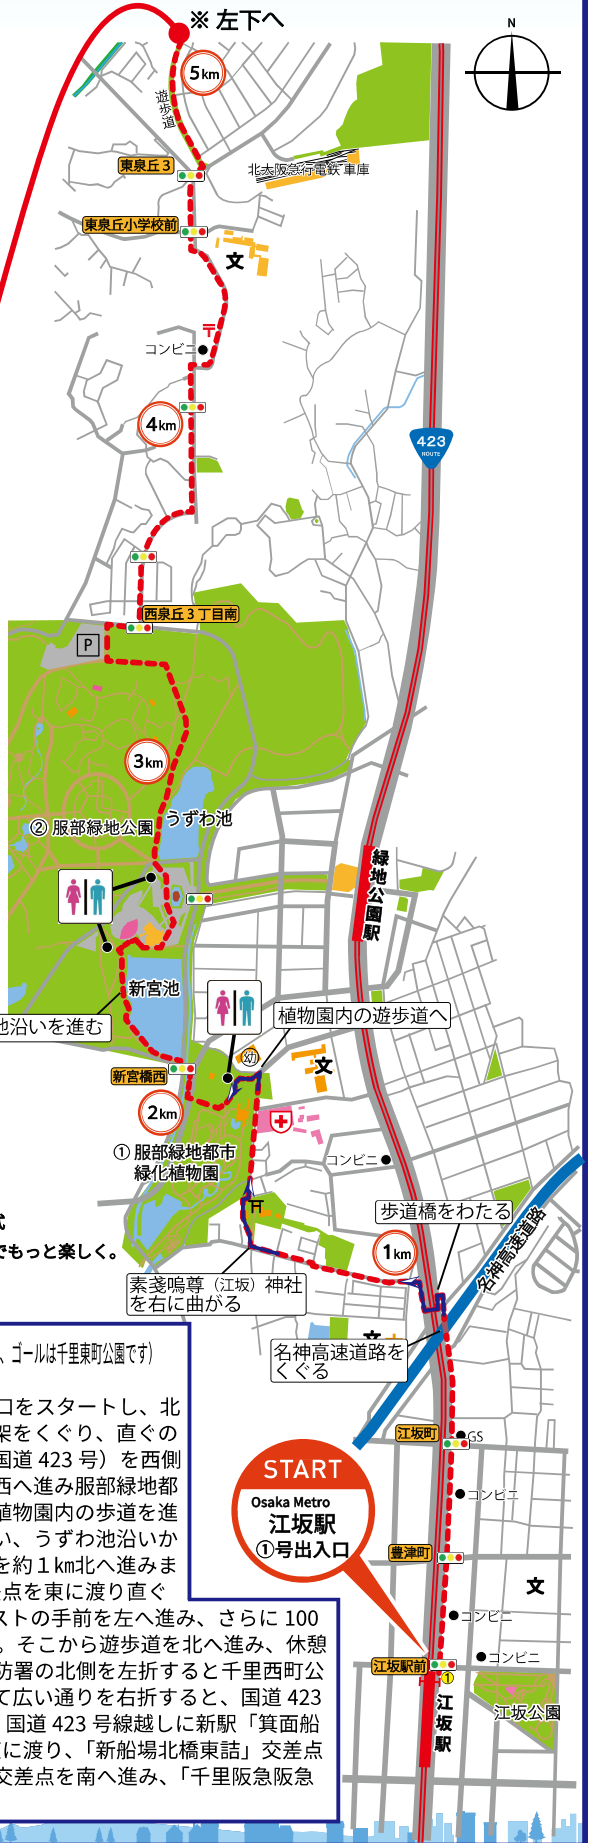 ※ 左下へ
N
5km
遊歩道
東泉丘3
北大阪急行電鉄 車庫
東泉丘小学校前
文
〒
コンビニ
4km
423
ROUTE
西泉丘3丁目南
P
3km
② 服部緑地公園
うずわ池
緑地公園駅
新宮池
池沿いを進む
植物園内の遊歩道へ
幼
文
新宮橋西
2km
① 服部緑地都市
緑化植物園
コンビニ
歩道橋をわたる
式
でもっと楽しく。
1km
名神高速道路
素戔嗚尊（江坂）神社
を右に曲がる
文
名神高速道路を
くぐる
、ゴールは千里東町公園です）
口をスタートし、北
架をくぐり、直ぐの
国道 423 号）を西側
西へ進み服部緑地都
植物園内の歩道を進
い、うずわ池沿いか
を約１㎞北へ進みま
点を東に渡り直ぐ
ストの手前を左へ進み、さらに 100
。そこから遊歩道を北へ進み、休憩
防署の北側を左折すると千里西町公
て広い通りを右折すると、国道 423
国道 423 号線越しに新駅「箕面船
に渡り、「新船場北橋東詰」交差点
交差点を南へ進み、「千里阪急阪急
江坂町
GS
START
Osaka Metro
江坂駅
①号出入口
コンビニ
豊津町
文
コンビニ
コンビニ
江坂駅前
①
江坂駅
江坂公園